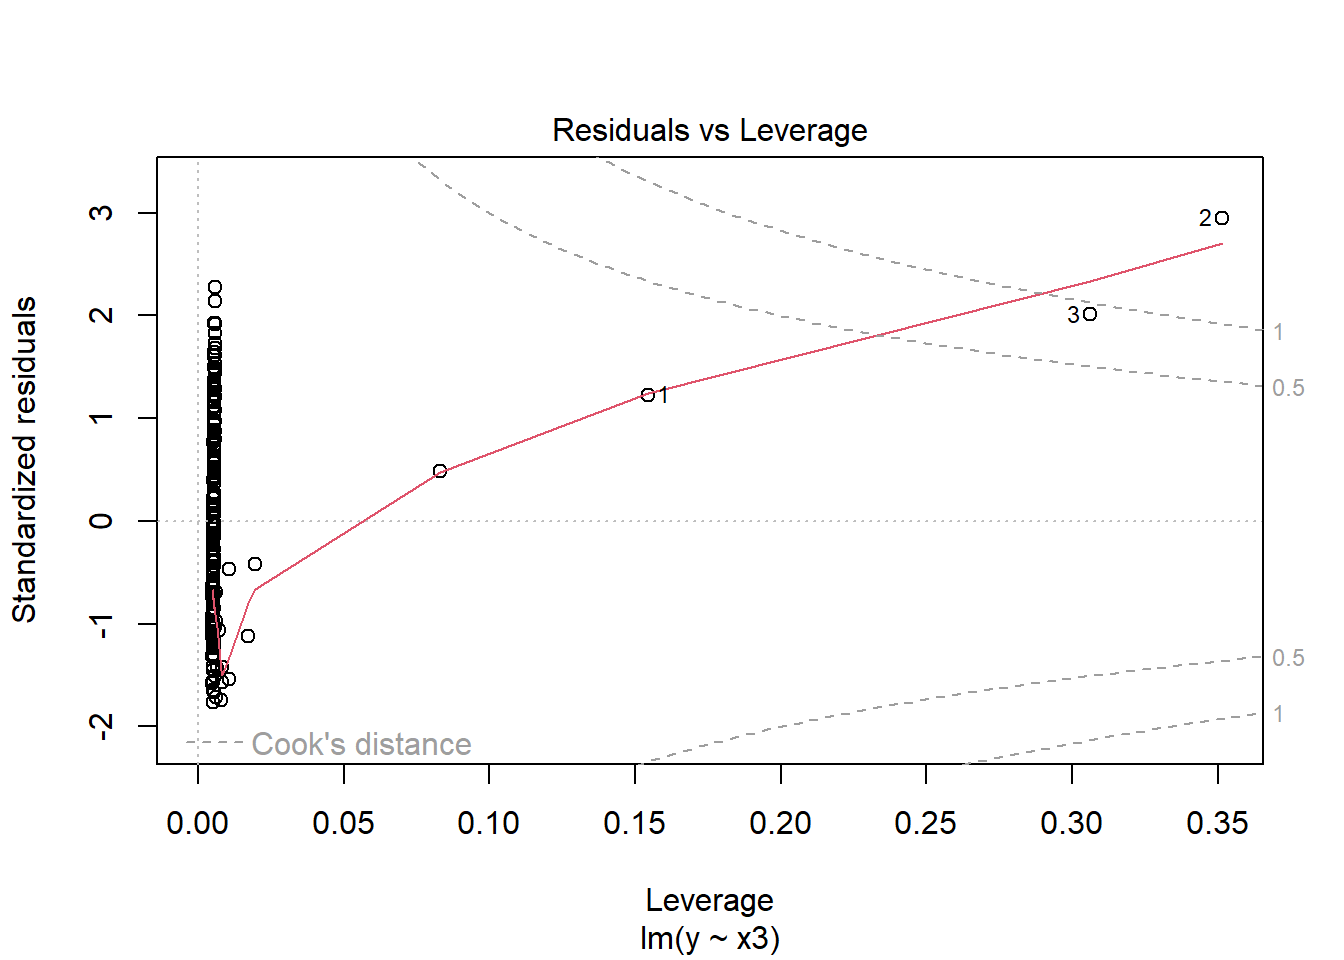 Residuals vs Leverage
Standardized residuals
3
2
1
0
-1
-2
2
3
1
1
0.5
0.5
1
Cook's distance
0.00 0.05 0.10 0.15 0.20 0.25 0.30 0.35
Leverage
lm(y ~ x3)